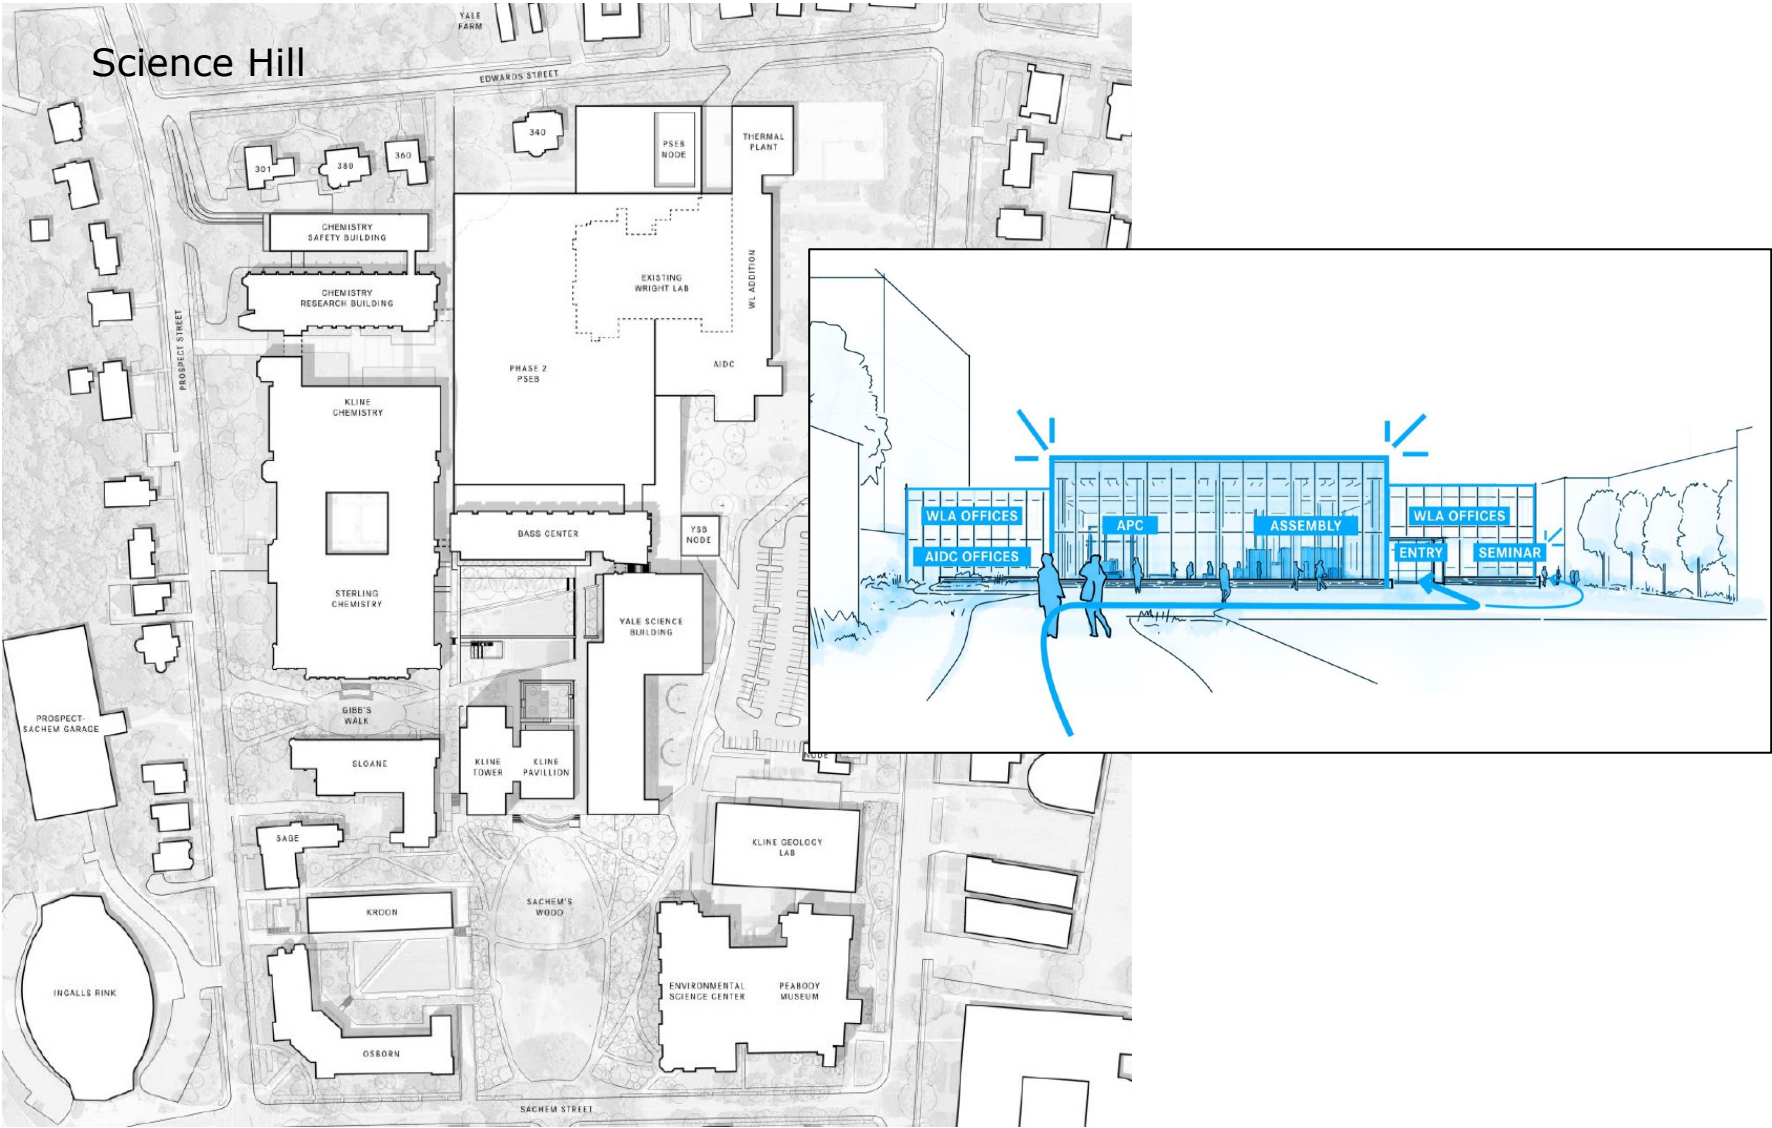 YALE
FARM
Science Hill
EDWARDS STREET
340
PSEB
NODE
THERMAL
PLANT
301
380
360
CHEMISTRY
SAFETY BUILDING
CHEMISTRY
RESEARCH BUILDING
EXISTING
WRIGHT LAB
WL ADDITION
PROSPECT STREET
PHASE 2
PSEB
AIDC
KLINE
CHEMISTRY
BASS CENTER
YSB
NODE
STERLING
CHEMISTRY
YALE SCIENCE
BUILDING
GIBB'S
WALK
PROSPECT-
SACHEM GARAGE
SLOANE
KLINE
TOWER
KLINE
PAVILLION
NODE
SAGE
KLINE GEOLOGY
LAB
SACHEM'S
WOOD
KROON
INGALLS RINK
ENVIRONMENTAL
SCIENCE CENTER
PEABODY
MUSEUM
OSBORN
SACHEM STREET
WLA OFFICES
AIDC OFFICES
APC
ASSEMBLY
WLA OFFICES
ENTRY
SEMINAR